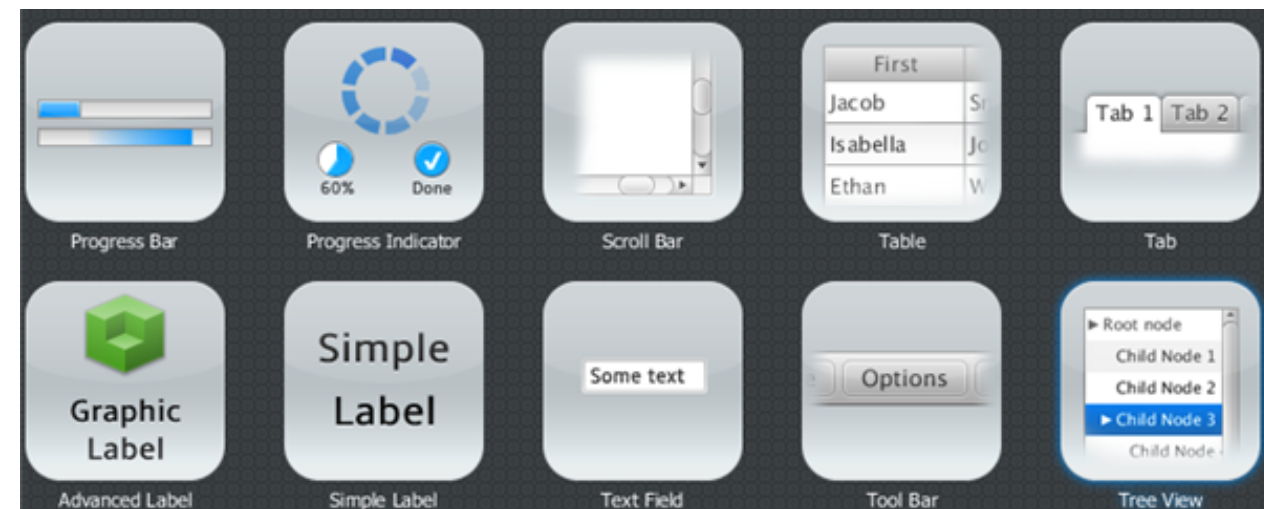 First
Jacob
Sr
Isabella
Jo
Ethan
W
Tab 1
Tab 2
60%
Done
Progress Bar
Progress Indicator
Scroll Bar
Table
Tab
Graphic
Label
Simple
Label
Some text
Options
Root node
Child Node 1
Child Node 2
Child Node 3
Child Node
Advanced Label
Simple Label
Text Field
Tool Bar
Tree View